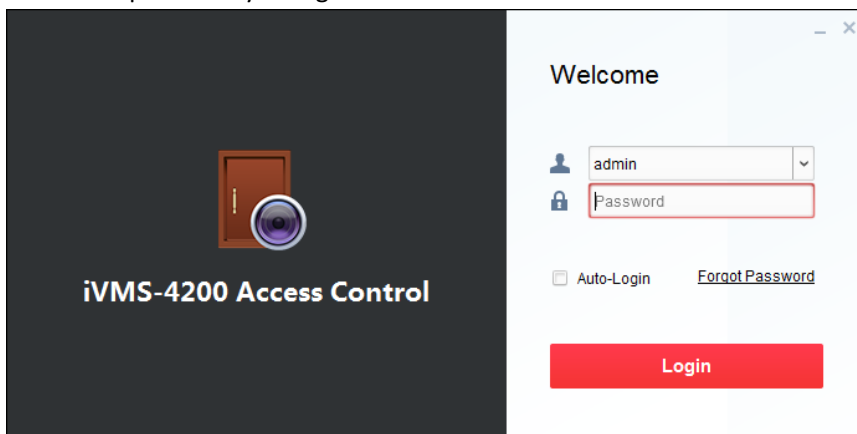 Welcome
admin
Password
Auto-Login Forgot Password
iVMS-4200 Access Control
Login